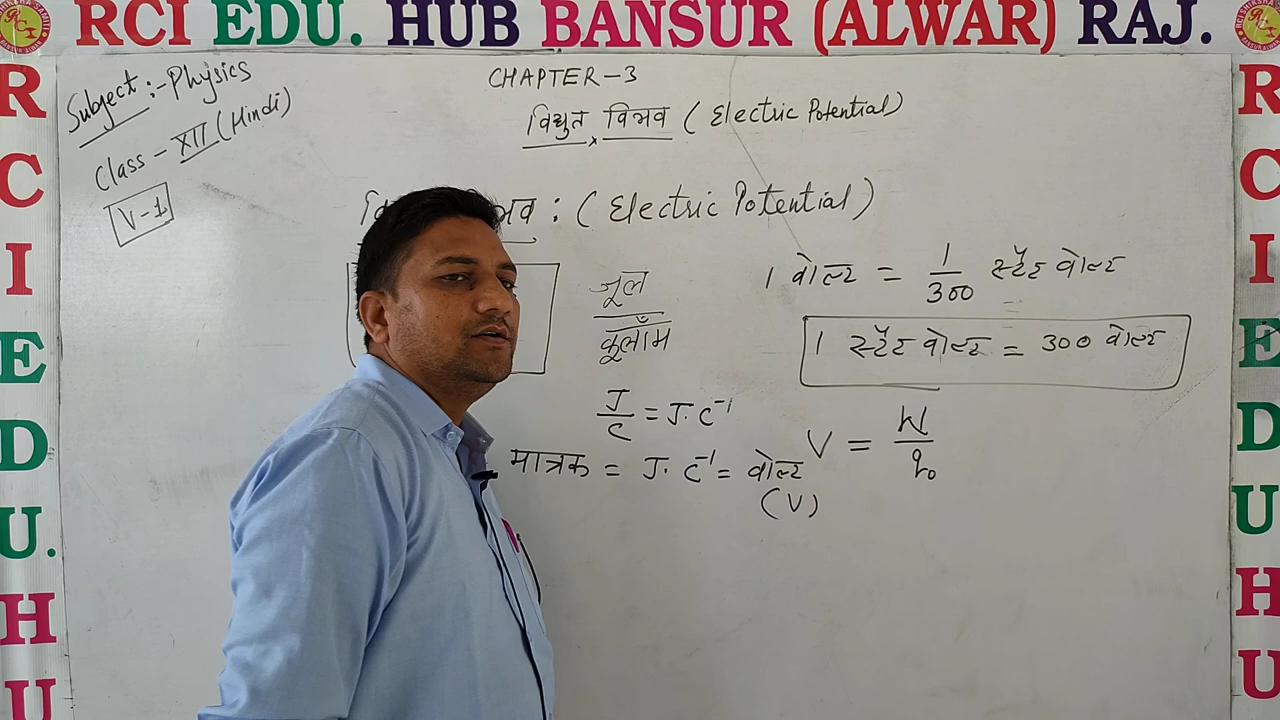 RCI EDU. HUB BANSUR (ALWAR) RAJ.
Subject:- Physics
Class - XII (Hindi)
V-1
CHAPTER-3
विद्युत विभव (Electric Potential)
वि भव : (Electric Potential)
जूल
कूलॉम
J/C = J. C⁻¹
मात्रक = J. C⁻¹ = वोल्ट
(V)
1 वोल्ट = 1/300 स्टैट वोल्ट
1 स्टैट वोल्ट = 300 वोल्ट
V = W/q₀
R
C
I
E
D
U.
H
U
R
C
I
E
D
U
H
U